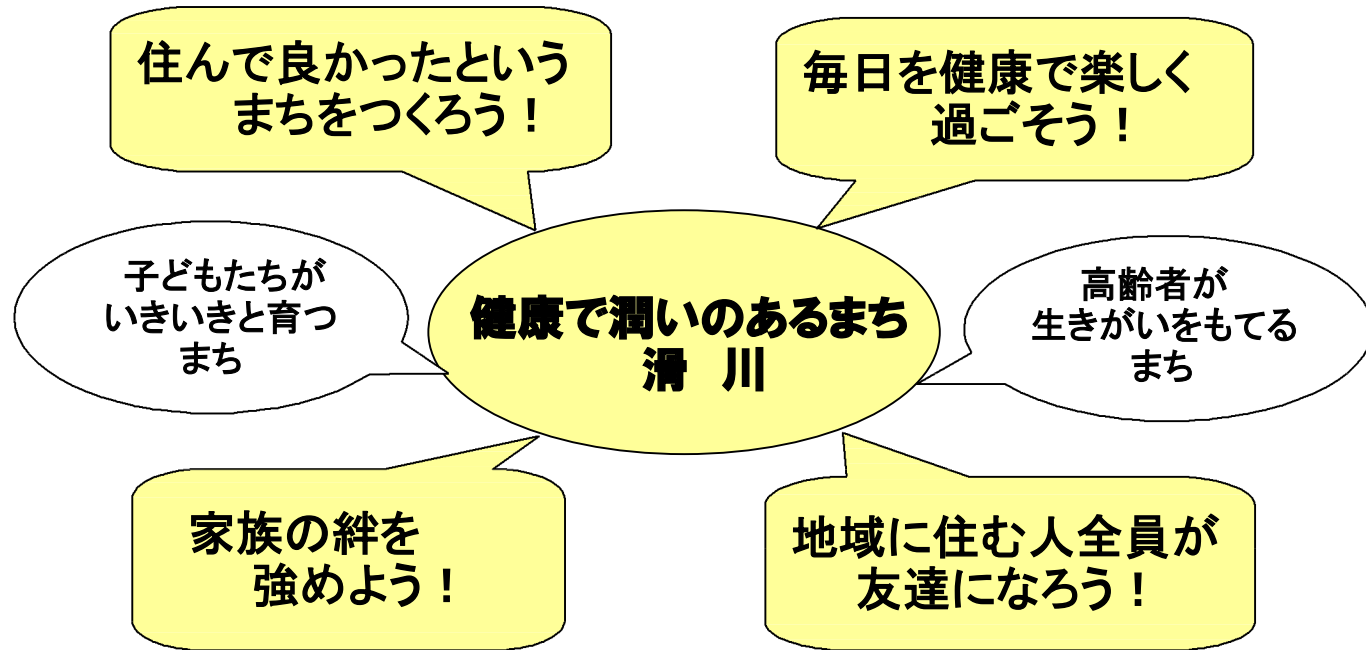 住んで良かったという
まちをつくろう！
毎日を健康で楽しく
過ごそう！
子どもたちが
いきいきと育つ
まち
健康で潤いのあるまち
滑　川
高齢者が
生きがいをもてる
まち
家族の絆を
強めよう！
地域に住む人全員が
友達になろう！